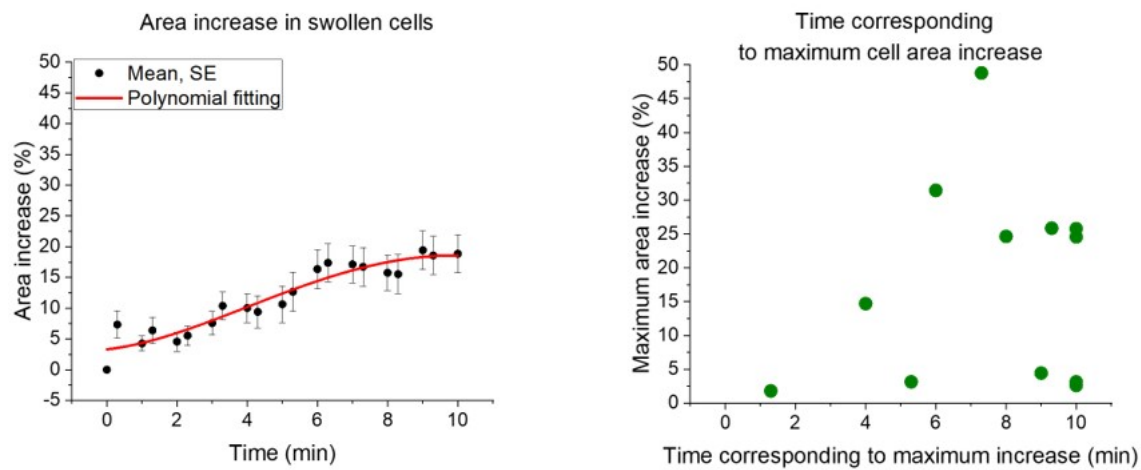 Area increase in swollen cells
50
45
40
35
30
25
20
15
10
5
0
-5
Mean, SE
Polynomial fitting
Area increase (%)
0 2 4 6 8 10
Time (min)
Time corresponding
to maximum cell area increase
50
45
40
35
30
25
20
15
10
5
0
Maximum area increase (%)
0 2 4 6 8 10
Time corresponding to maximum increase (min)